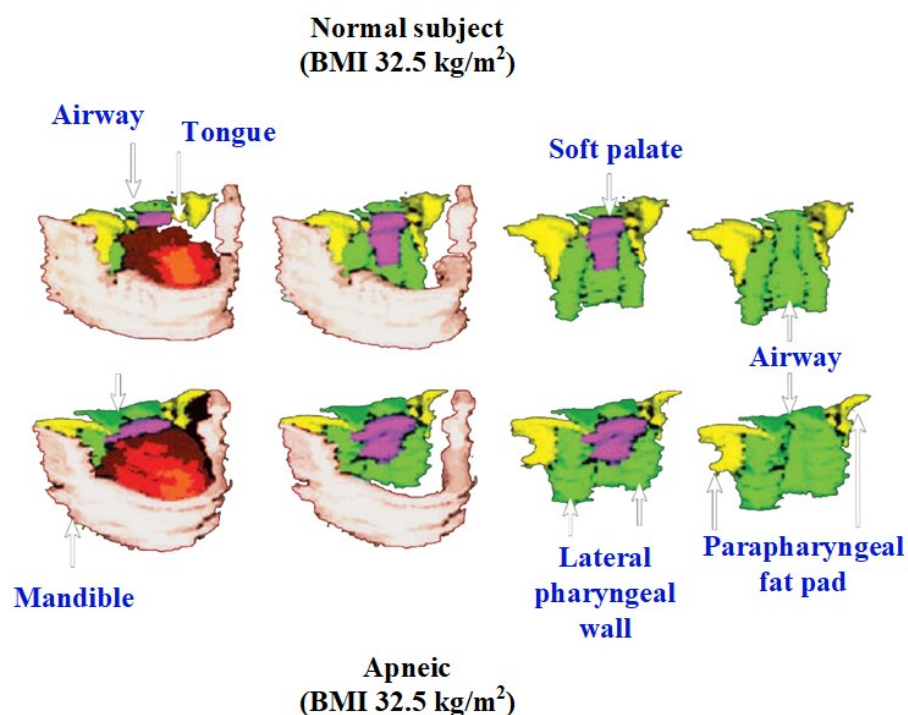 Normal subject
(BMI 32.5 kg/m²)
Airway
Tongue
Soft palate
Airway
Mandible
Lateral
pharyngeal
wall
Parapharyngeal
fat pad
Apneic
(BMI 32.5 kg/m²)